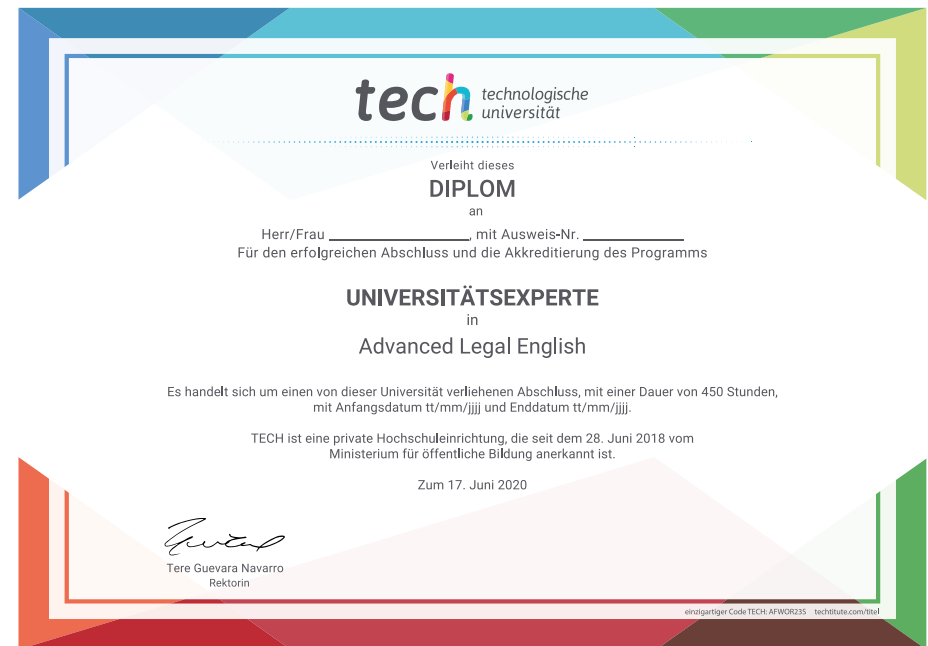 tech technologische
universität
Verleiht dieses
DIPLOM
an
Herr/Frau ____________, mit Ausweis-Nr. ____________
Für den erfolgreichen Abschluss und die Akkreditierung des Programms
UNIVERSITÄTSEXPERTE
in
Advanced Legal English
Es handelt sich um einen von dieser Universität verliehenen Abschluss, mit einer Dauer von 450 Stunden,
mit Anfangsdatum tt/mm/jjjj und Enddatum tt/mm/jjjj.
TECH ist eine private Hochschuleinrichtung, die seit dem 28. Juni 2018 vom
Ministerium für öffentliche Bildung anerkannt ist.
Zum 17. Juni 2020
Tere Guevara Navarro
Rektorin
einzigartiger Code TECH: AFWOR23S techtitute.com/titel